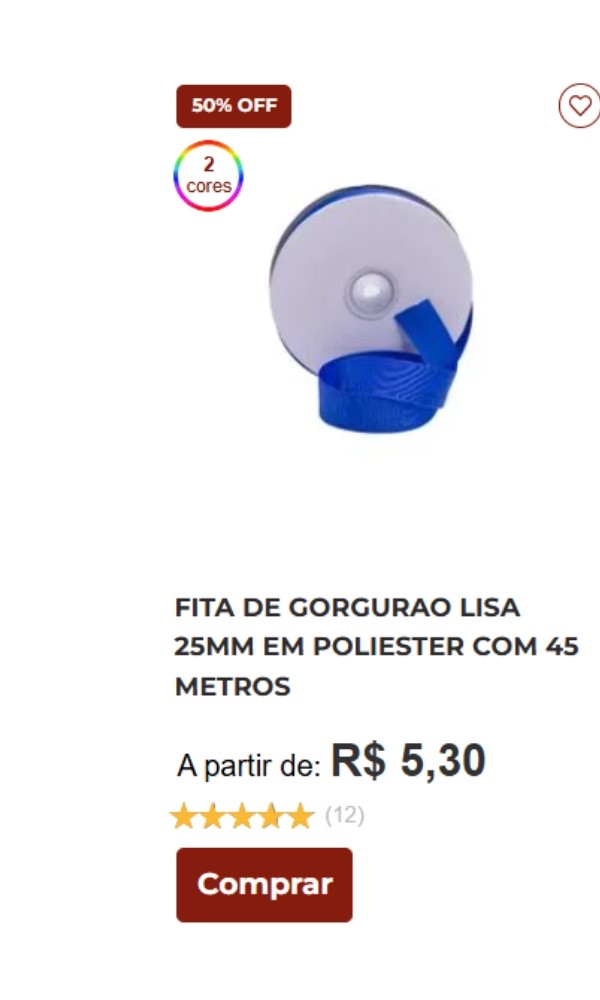 50% OFF
2
cores
FITA DE GORGURAO LISA
25MM EM POLIESTER COM 45
METROS
A partir de: R$ 5,30
(12)
Comprar